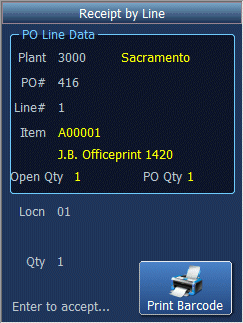 Receipt by Line
PO Line Data
Plant 3000 Sacramento
PO# 416
Line# 1
Item A00001
J.B. Officeprint 1420
Open Qty 1 PO Qty 1
Locn 01
Qty 1
Enter to accept...
Print Barcode